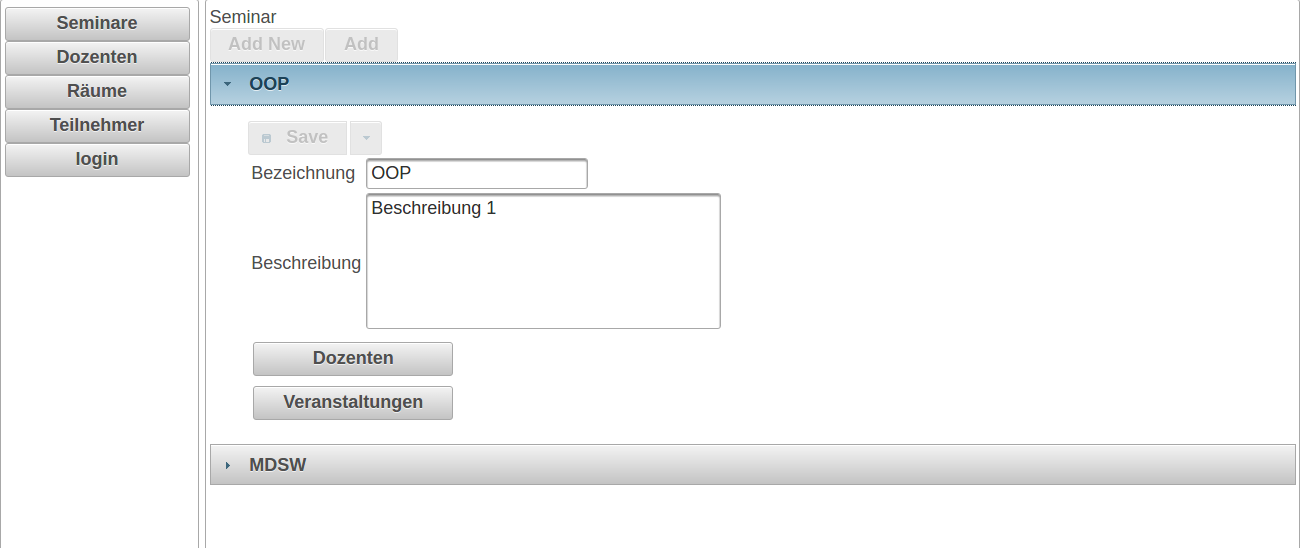 Seminare
Dozenten
Räume
Teilnehmer
login
Seminar
Add New Add
OOP
Save
Bezeichnung OOP
Beschreibung Beschreibung 1
Dozenten
Veranstaltungen
MDSW